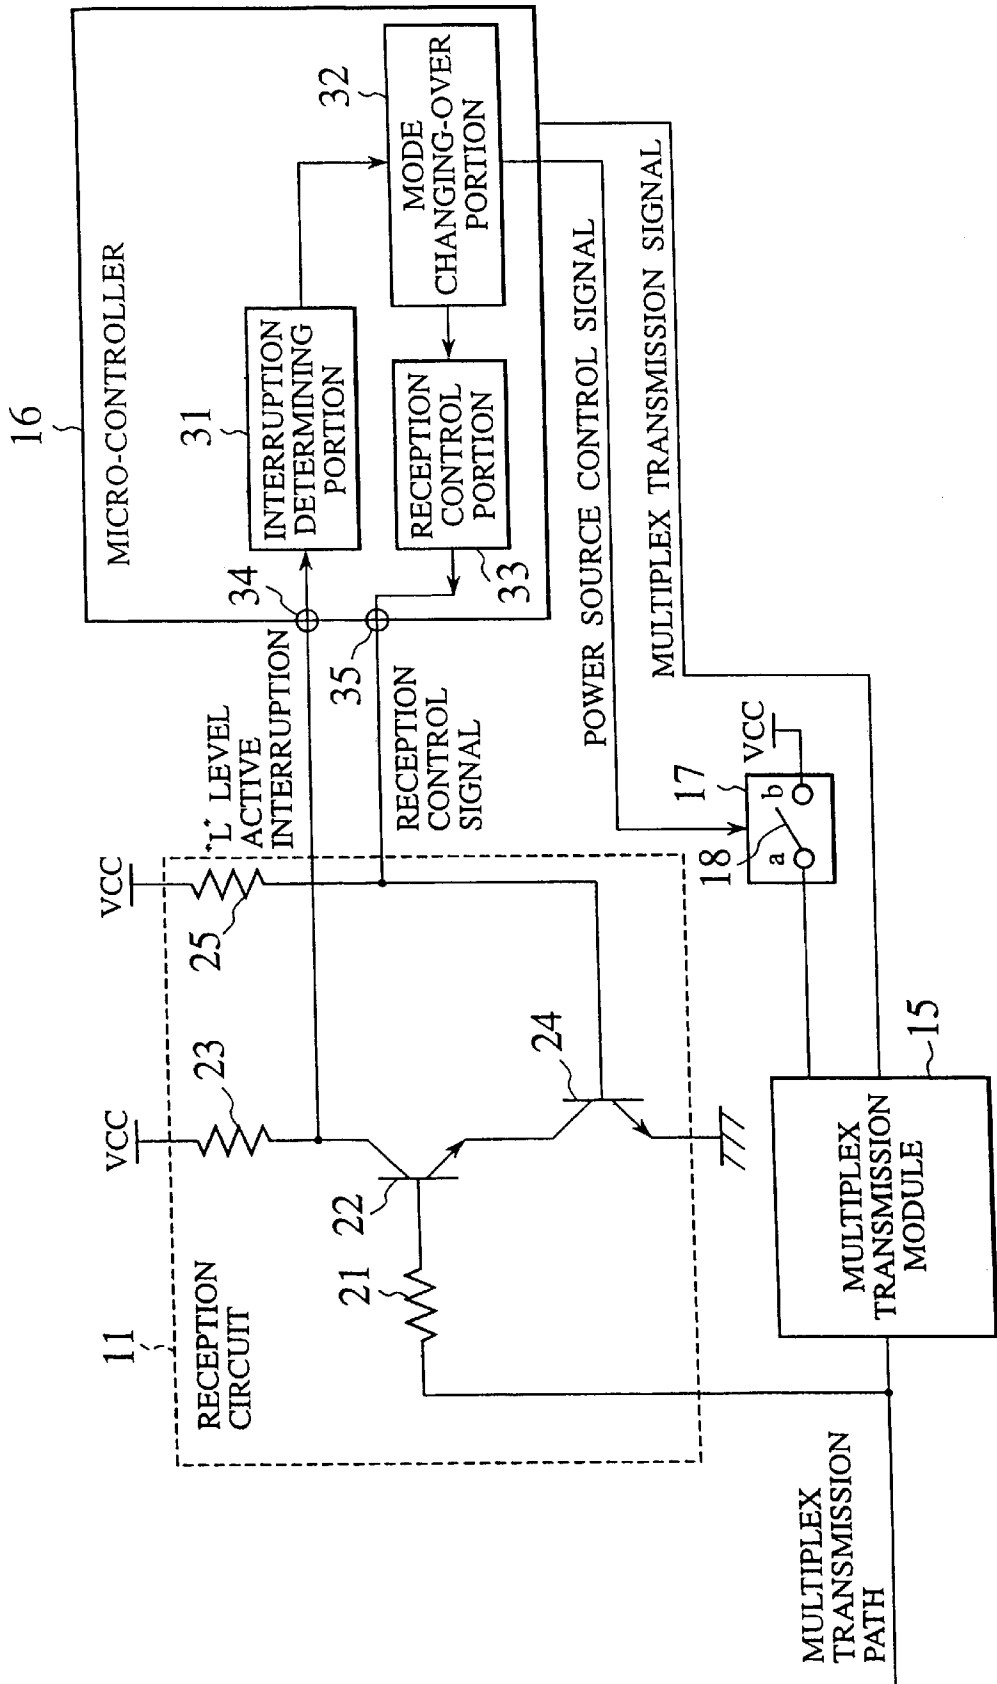 16
MICRO-CONTROLLER
31
INTERRUPTION
DETERMINING
PORTION
32
MODE
CHANGING-OVER
PORTION
RECEPTION
CONTROL
PORTION
33
34
35
"L" LEVEL
ACTIVE
INTERRUPTION
RECEPTION
CONTROL
SIGNAL
POWER SOURCE CONTROL SIGNAL
MULTIPLEX TRANSMISSION SIGNAL
11
RECEPTION
CIRCUIT
VCC
23
VCC
25
22
21
24
17
18
a
b
VCC
15
MULTIPLEX
TRANSMISSION
MODULE
MULTIPLEX
TRANSMISSION
PATH